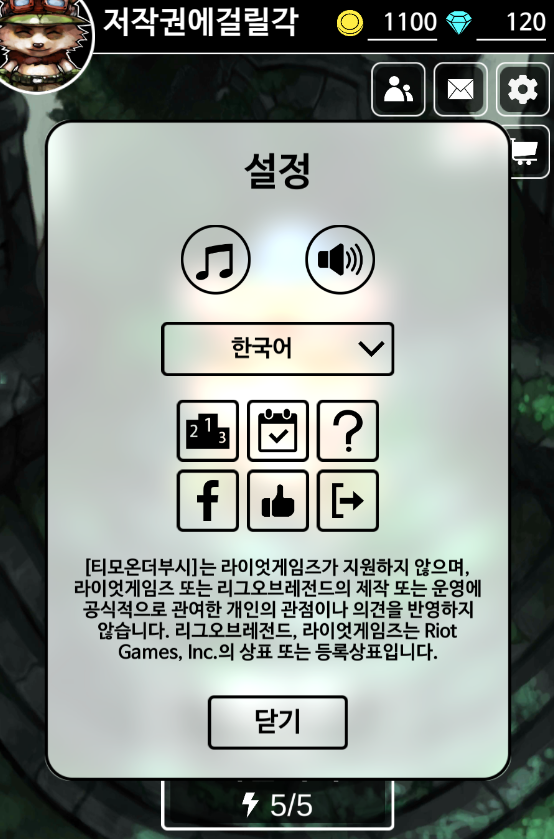 저작권에걸릴각 1100 120
설정
한국어
2 1 3
[티모온더부시]는 라이엇게임즈가 지원하지 않으며,
라이엇게임즈 또는 리그오브레전드의 제작 또는 운영에
공식적으로 관여한 개인의 관점이나 의견을 반영하지
않습니다. 리그오브레전드, 라이엇게임즈는 Riot
Games, Inc.의 상표 또는 등록상표입니다.
닫기
5/5